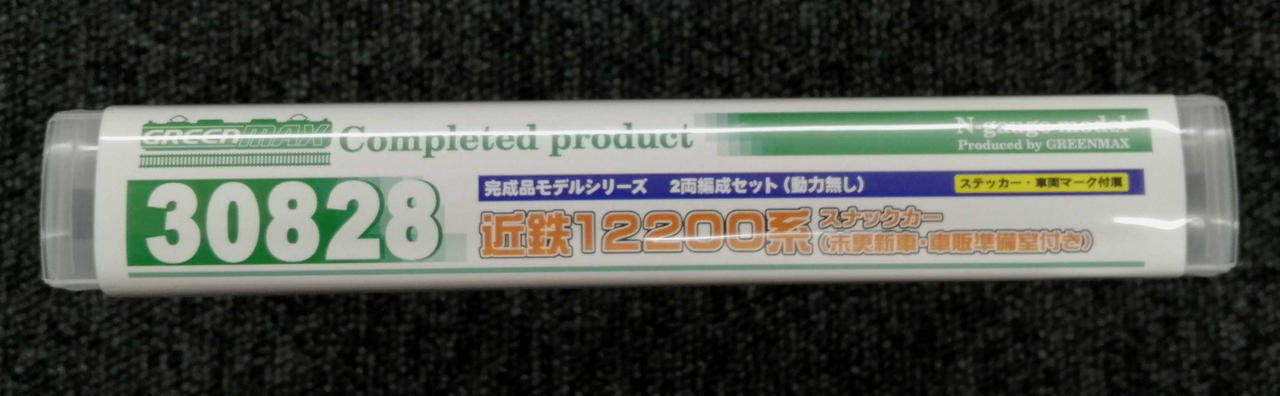 GREENMAX Completed product
N-gauge model
Produced by GREENMAX
30828
完成品モデルシリーズ 2両編成セット（動力無し）
ステッカー・車両マーク付属
近鉄12200系 スナックカー
（未更新車・車販準備室付き）